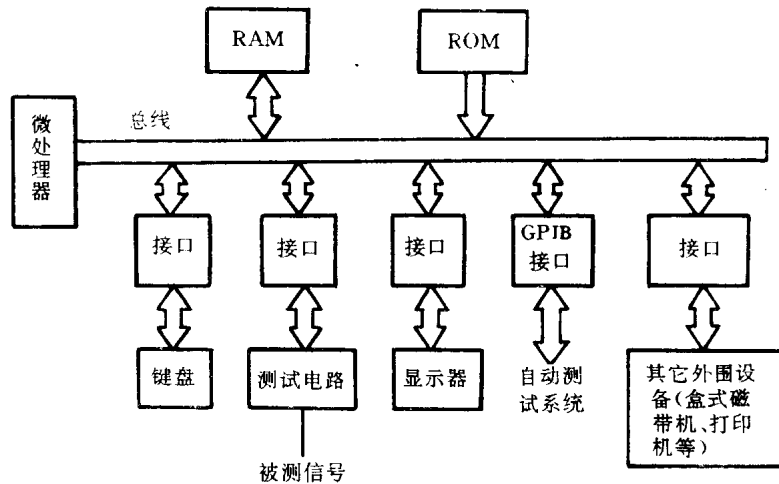 RAM
ROM
微处理器
总线
接口
接口
接口
GPIB
接口
接口
键盘
测试电路
显示器
自动测
试系统
其它外围设
备(盒式磁
带机、打印
机等)
被测信号